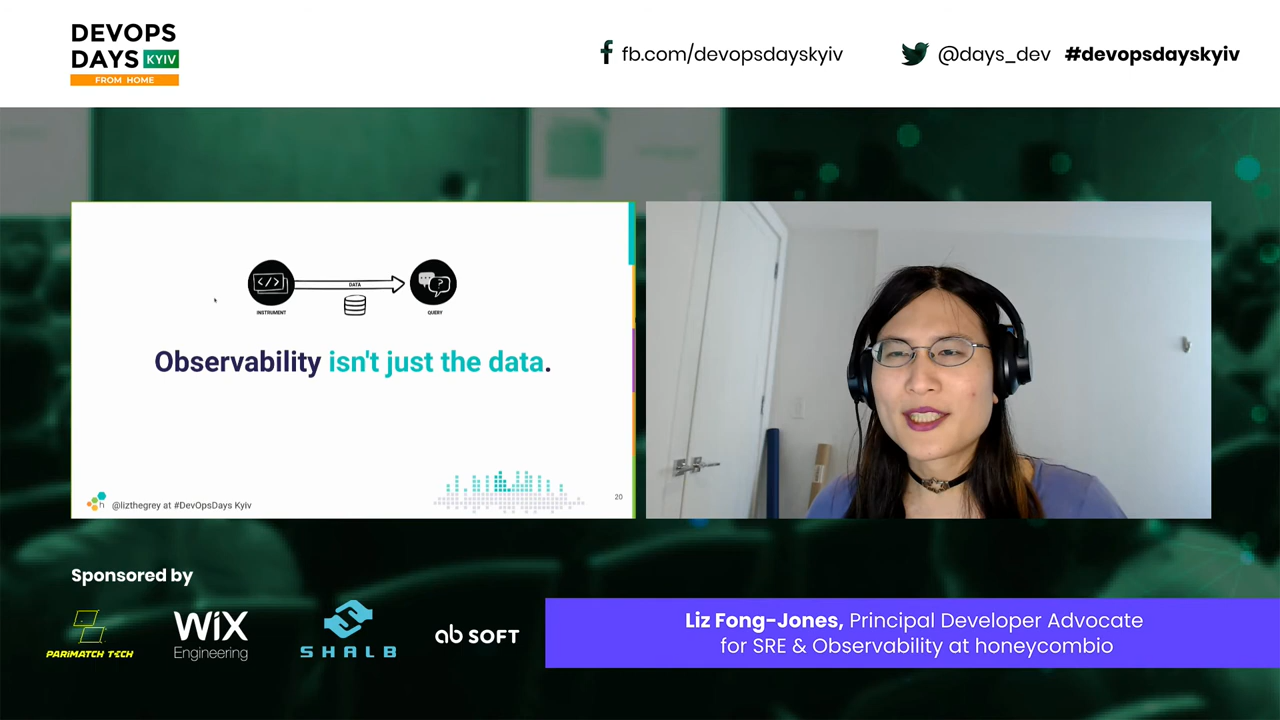 DEVOPS
DAYS KYIV
FROM HOME
fb.com/devopsdayskyiv
@days_dev #devopsdayskyiv
</>
DATA
?
INSTRUMENT
QUERY
Observability isn't just the data.
h @lizthegrey at #DevOpsDays Kyiv
20
Sponsored by
PARIMATCH TECH
WiX
Engineering
SHALB
ab SOFT
Liz Fong-Jones, Principal Developer Advocate
for SRE & Observability at honeycombio